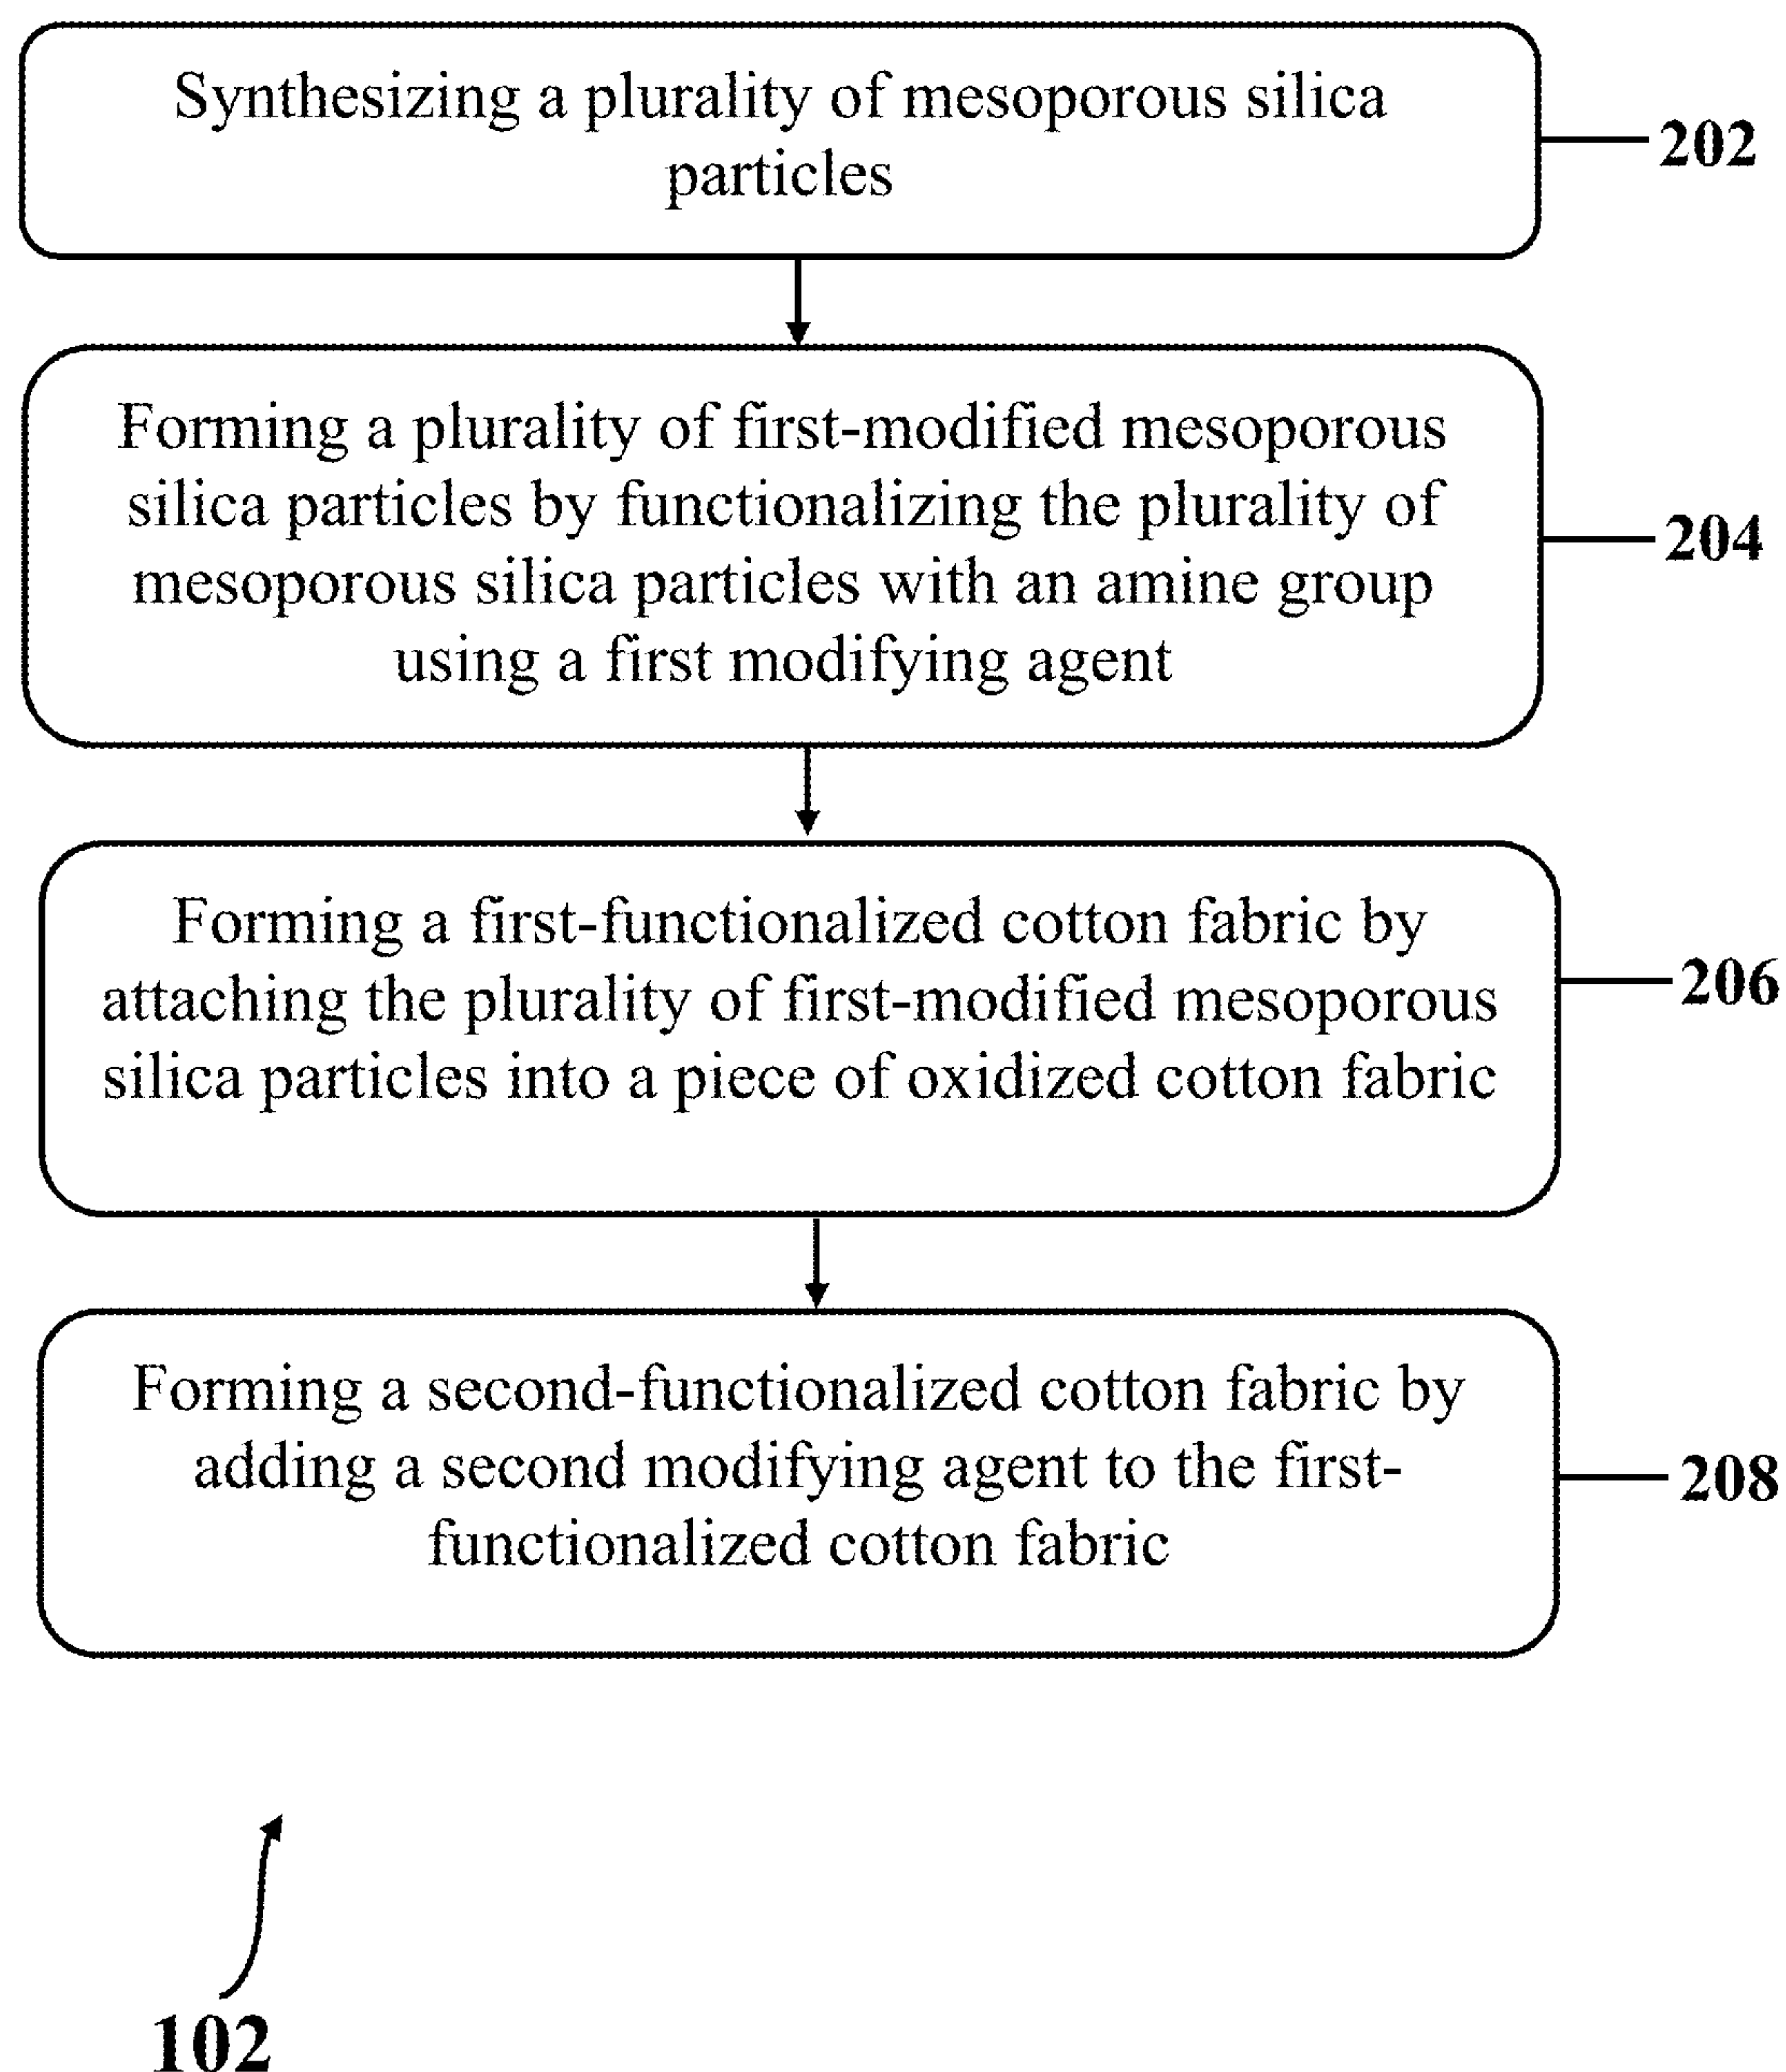 Synthesizing a plurality of mesoporous silica
particles
202
Forming a plurality of first-modified mesoporous
silica particles by functionalizing the plurality of
mesoporous silica particles with an amine group
using a first modifying agent
204
Forming a first-functionalized cotton fabric by
attaching the plurality of first-modified mesoporous
silica particles into a piece of oxidized cotton fabric
206
Forming a second-functionalized cotton fabric by
adding a second modifying agent to the first-
functionalized cotton fabric
208
102